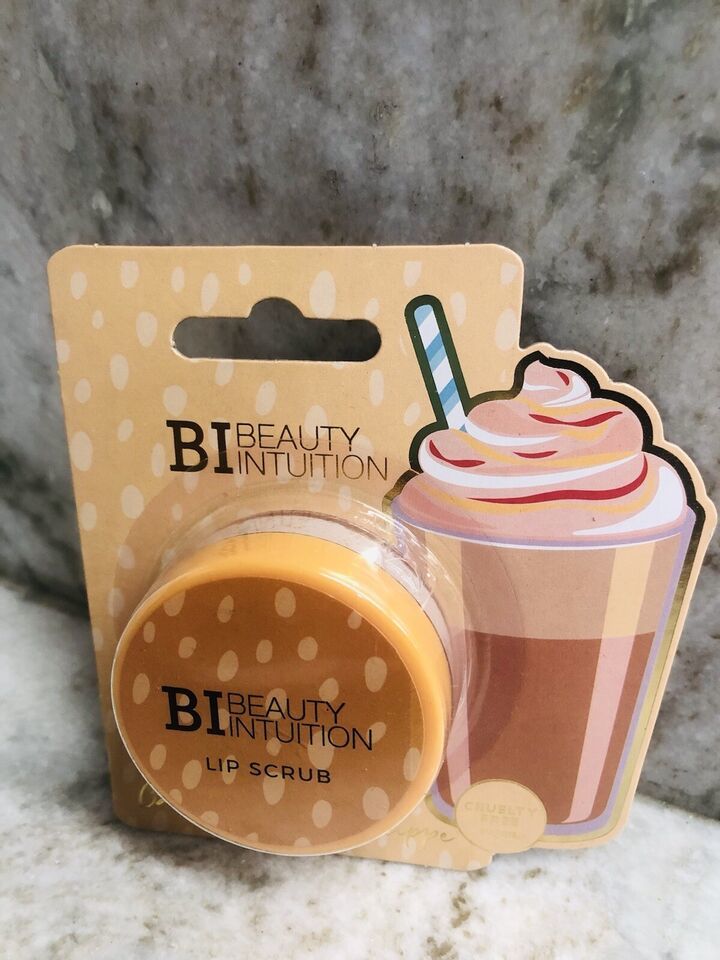 BI BEAUTY
INTUITION
BI BEAUTY
INTUITION
LIP SCRUB
CRUELTY
FREE